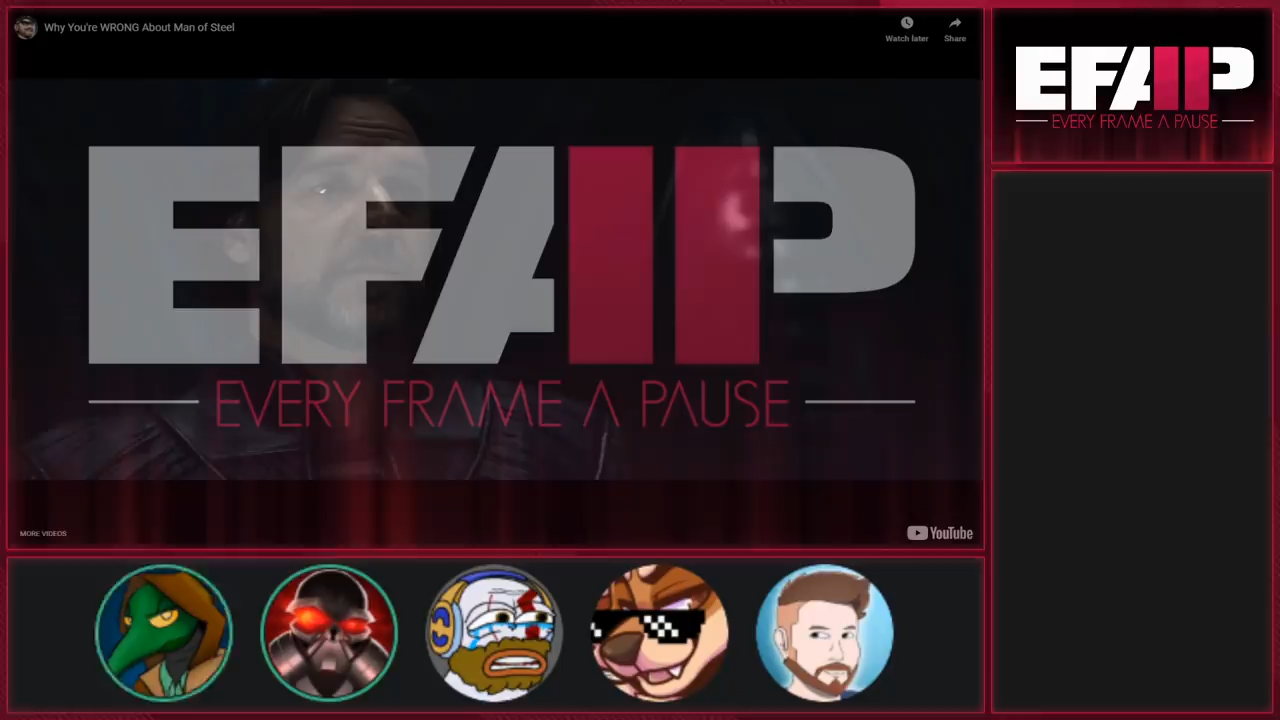 Why You're WRONG About Man of Steel
Watch later
Share
EFAP
EVERY FRAME A PAUSE
EFAP
EVERY FRAME A PAUSE
MORE VIDEOS
YouTube